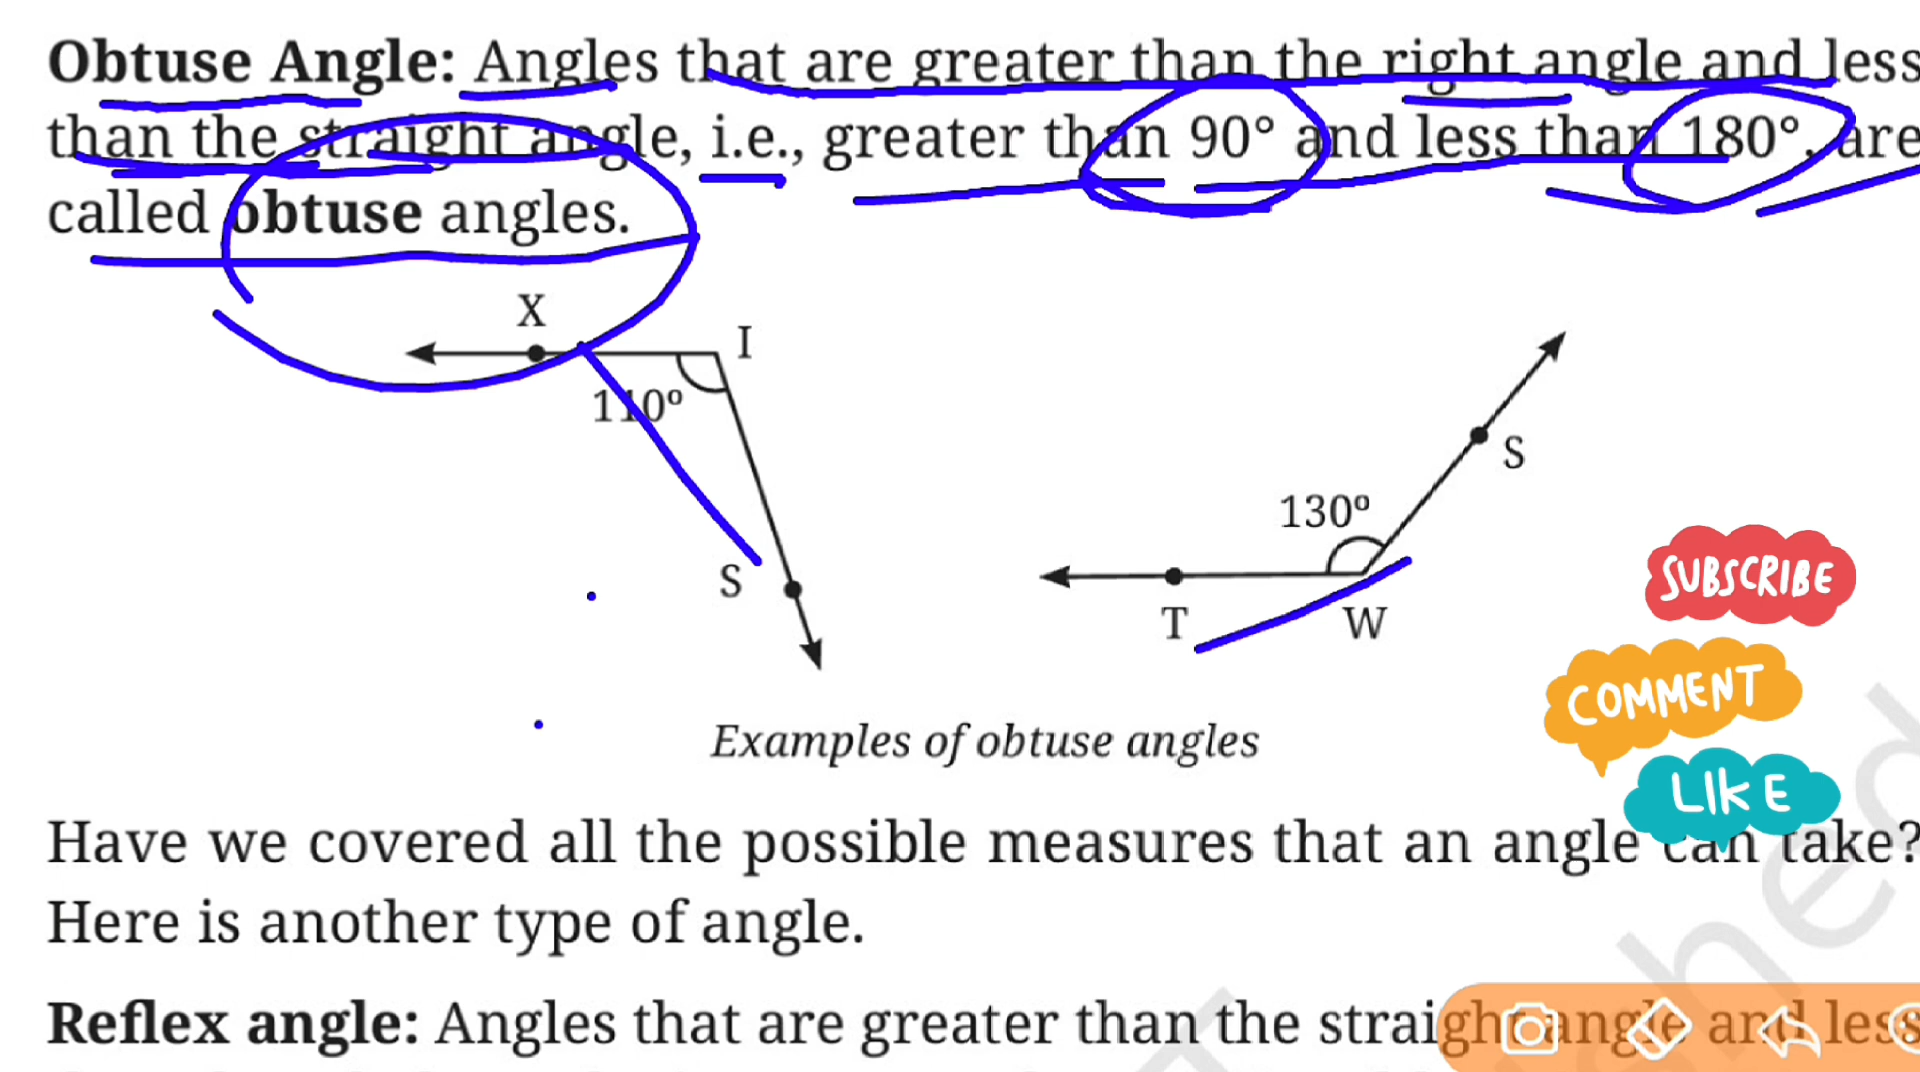 Obtuse Angle: Angles that are greater than the right angle and less
than the straight angle, i.e., greater than 90° and less than 180°, are
called obtuse angles.
X
I
110º
S
S
130º
T
W
SUBSCRIBE
COMMENT
LIKE
Examples of obtuse angles
Have we covered all the possible measures that an angle can take?
Here is another type of angle.
Reflex angle: Angles that are greater than the straight angle and less